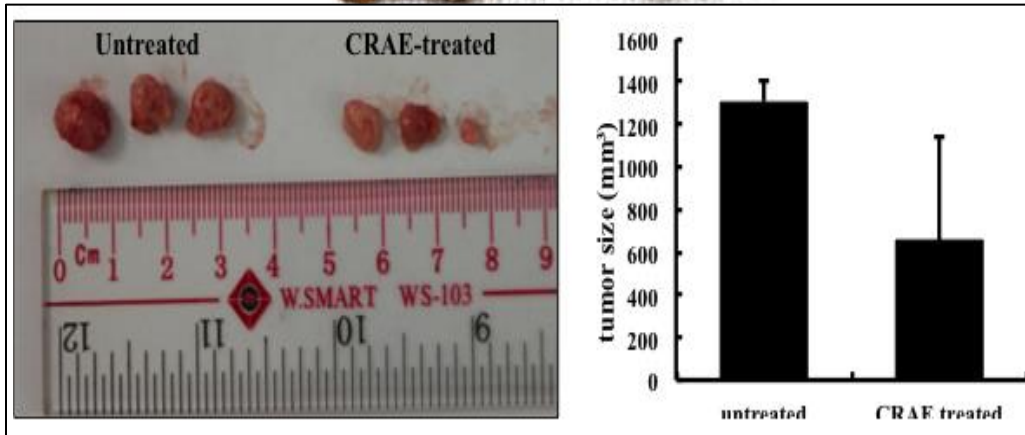 Untreated CRAE-treated
0 Cm 1 2 3 4 5 6 7 8 9
W.SMART WS-103
12 11 10 9
tumor size (mm³)
1600
1400
1200
1000
800
600
400
200
0
untreated CRAE treated